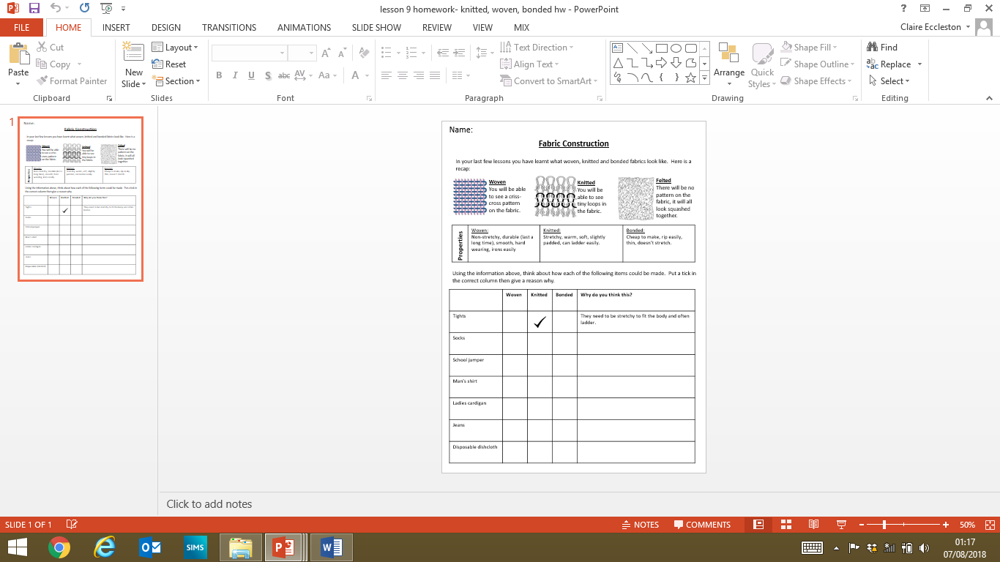 lesson 9 homework- knitted, woven, bonded hw - PowerPoint
FILE HOME INSERT DESIGN TRANSITIONS ANIMATIONS SLIDE SHOW REVIEW VIEW MIX
Claire Eccleston
Paste
Cut
Copy
Format Painter
Clipboard
New
Slide
Layout
Reset
Section
Slides
Font
Text Direction
Align Text
Convert to SmartArt
Paragraph
Arrange
Quick
Styles
Shape Fill
Shape Outline
Shape Effects
Drawing
Find
Replace
Select
Editing
1
Name:
Fabric Construction
In your last few lessons you have learnt what woven, knitted and bonded fabrics look like. Here is a
recap:
Woven
You will be able
to see a criss-
cross pattern
on the fabric.
Knitted
You will be
able to see
tiny loops in
the fabric.
Felted
There will be no
pattern on the
fabric, it will all
look squashed
together.
Properties
Woven:
Non-stretchy, durable (last a
long time), smooth, hard
wearing, irons easily
Knitted:
Stretchy, warm, soft, slightly
padded, can ladder easily.
Bonded:
Cheap to make, rip easily,
thin, doesn't stretch.
Using the information above, think about how each of the following items could be made. Put a tick in
the correct column then give a reason why.
Woven Knitted Bonded Why do you think this?
Tights
They need to be stretchy to fit the body and often
ladder.
Socks
School jumper
Man's shirt
Ladies cardigan
Jeans
Disposable dishcloth
Click to add notes
SLIDE 1 OF 1
NOTES
COMMENTS
50%
SIMS
01:17
07/08/2018